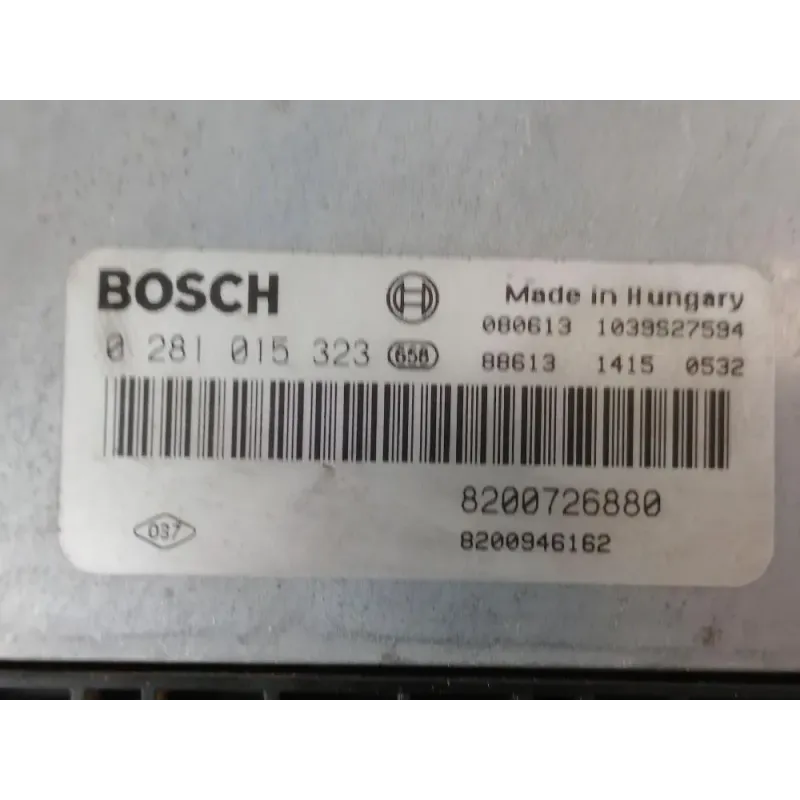 BOSCH
Made in Hungary
080613 1039S27594
0 281 015 323 658
88613 1415 0532
8200726880
037
8200946162